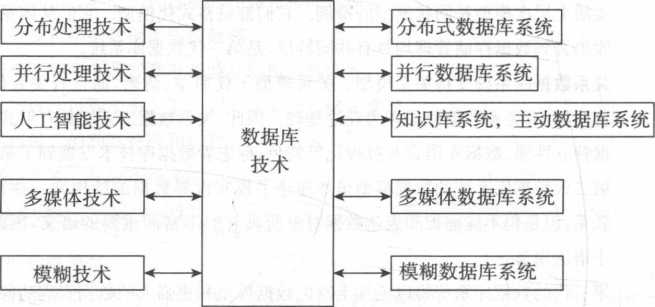 分布处理技术
分布式数据库系统
并行处理技术
并行数据库系统
人工智能技术
数据库
技术
知识库系统，主动数据库系统
多媒体技术
多媒体数据库系统
模糊技术
模糊数据库系统